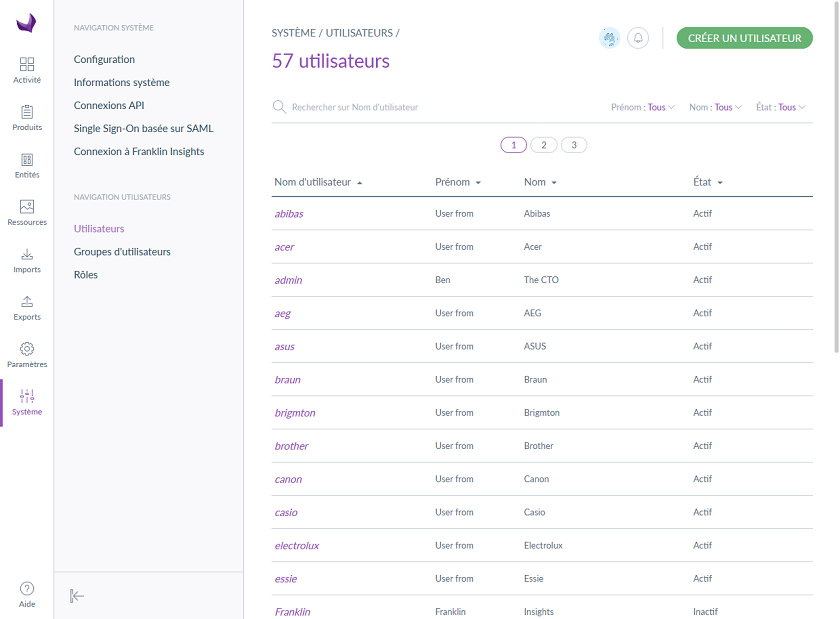 Activité
Produits
Entités
Ressources
Imports
Exports
Paramètres
Système
Aide
NAVIGATION SYSTÈME
Configuration
Informations système
Connexions API
Single Sign-On basée sur SAML
Connexion à Franklin Insights
NAVIGATION UTILISATEURS
Utilisateurs
Groupes d'utilisateurs
Rôles
SYSTÈME / UTILISATEURS /
57 utilisateurs
CRÉER UN UTILISATEUR
Rechercher sur Nom d'utilisateur
Prénom : Tous Nom : Tous État : Tous
1 2 3
Nom d'utilisateur Prénom Nom État
abibas User from Abibas Actif
acer User from Acer Actif
admin Ben The CTO Actif
aeg User from AEG Actif
asus User from ASUS Actif
braun User from Braun Actif
brigmton User from Brigmton Actif
brother User from Brother Actif
canon User from Canon Actif
casio User from Casio Actif
electrolux User from Electrolux Actif
essie User from Essie Actif
Franklin Franklin Insights Inactif